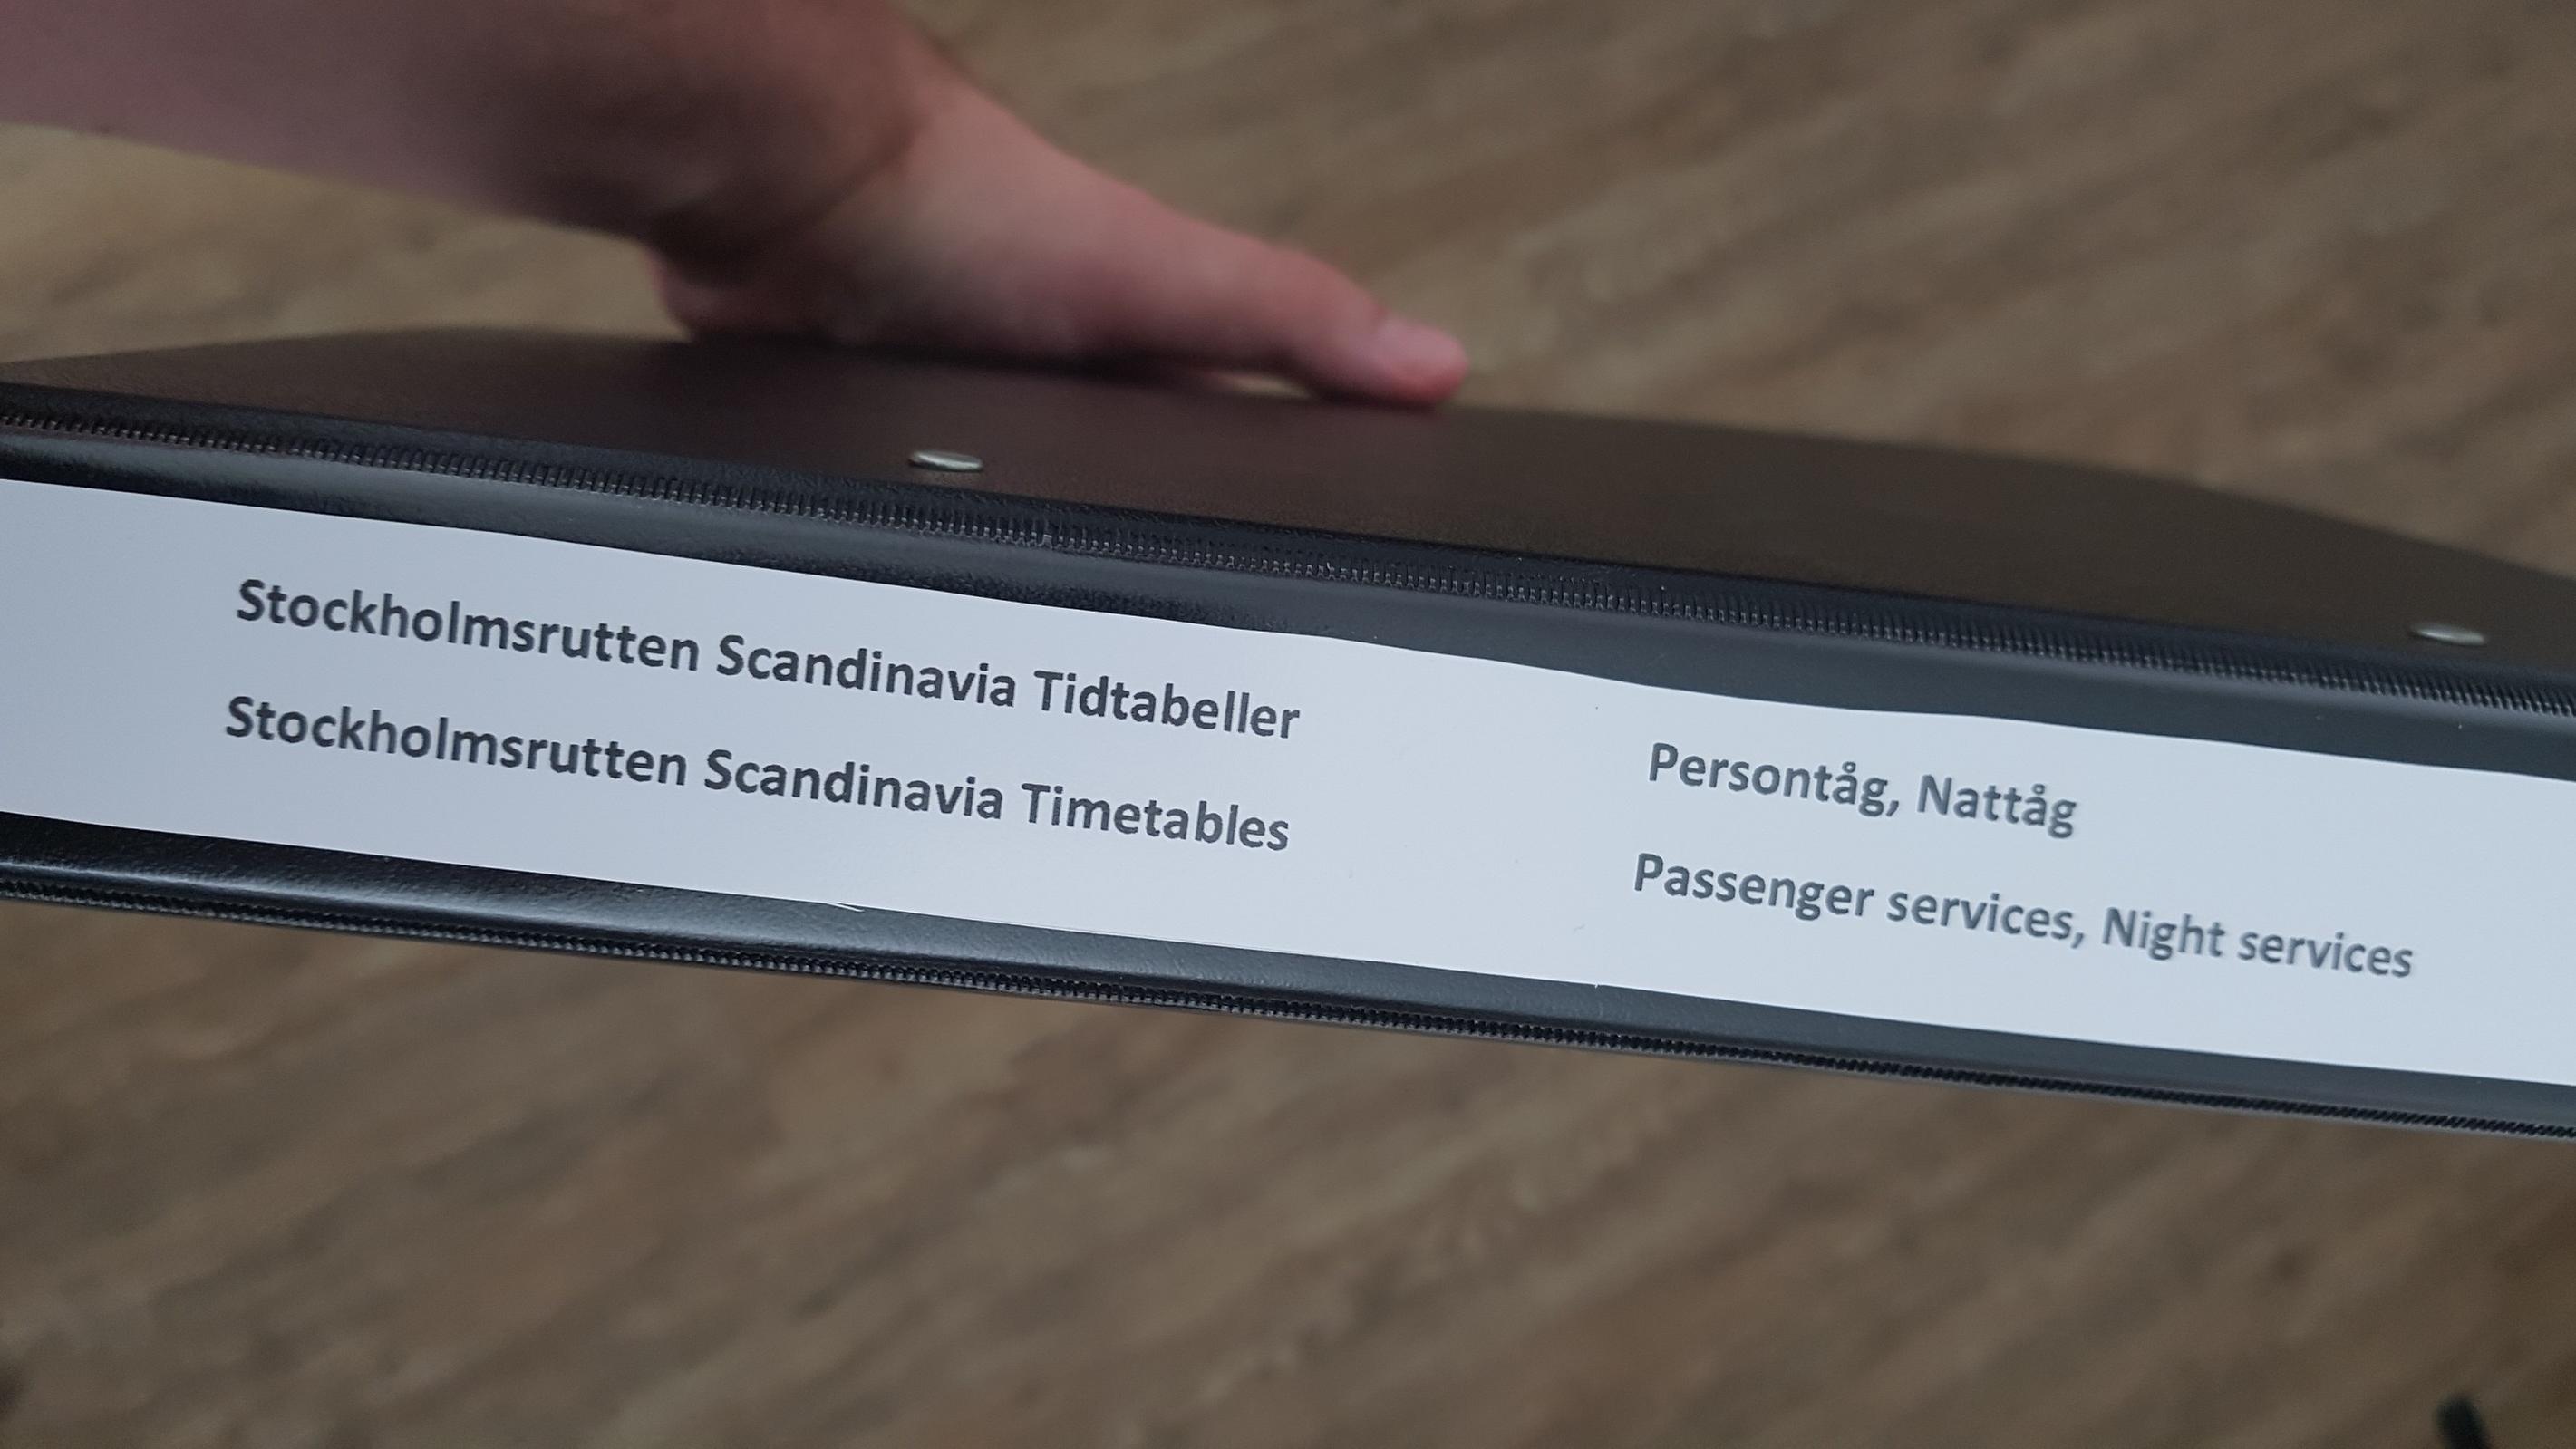 Stockholmsrutten Scandinavia Tidtabeller
Stockholmsrutten Scandinavia Timetables
Persontåg, Nattåg
Passenger services, Night services